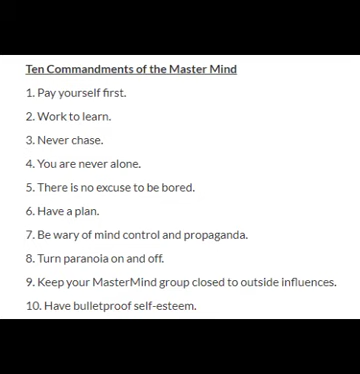 Ten Commandments of the Master Mind
1. Pay yourself first.
2. Work to learn.
3. Never chase.
4. You are never alone.
5. There is no excuse to be bored.
6. Have a plan.
7. Be wary of mind control and propaganda.
8. Turn paranoia on and off.
9. Keep your MasterMind group closed to outside influences.
10. Have bulletproof self-esteem.